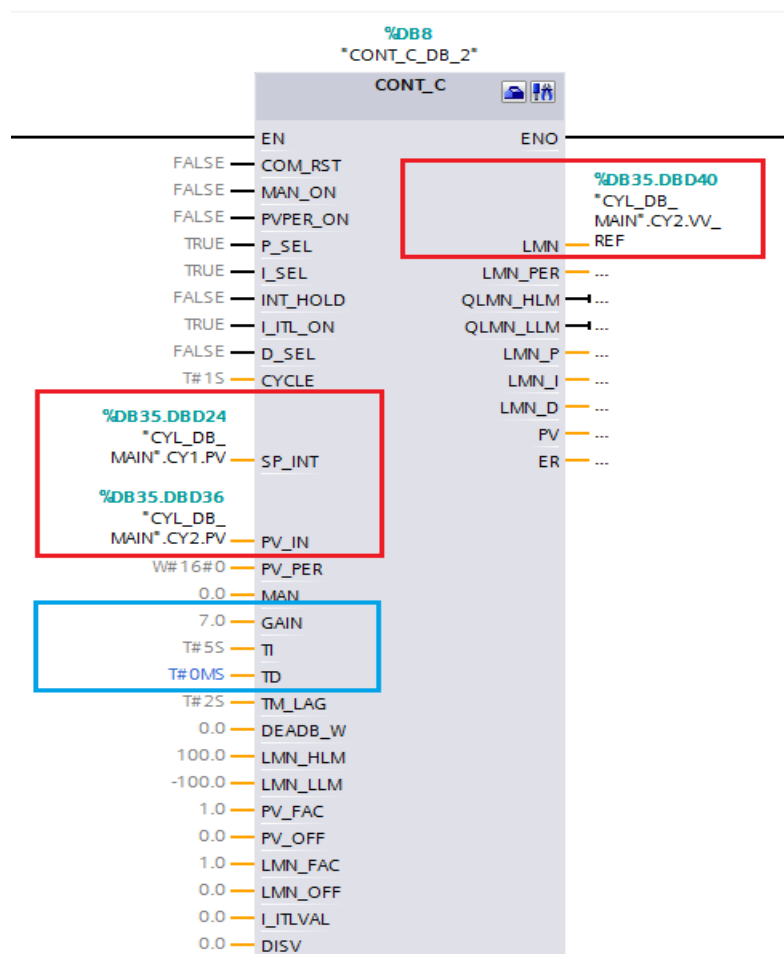 %DB8
"CONT_C_DB_2"
CONT_C
EN ENO
FALSE COM_RST
FALSE MAN_ON
FALSE PVPER_ON
TRUE P_SEL
TRUE I_SEL
FALSE INT_HOLD
TRUE I_ITL_ON
FALSE D_SEL
T#1S CYCLE
%DB35.DBD24
"CYL_DB_
MAIN".CY1.PV SP_INT
%DB35.DBD36
"CYL_DB_
MAIN".CY2.PV PV_IN
W#16#0 PV_PER
0.0 MAN
7.0 GAIN
T#5S TI
T#0MS TD
T#2S TM_LAG
0.0 DEADB_W
100.0 LMN_HLM
-100.0 LMN_LLM
1.0 PV_FAC
0.0 PV_OFF
1.0 LMN_FAC
0.0 LMN_OFF
0.0 I_ITLVAL
0.0 DISV
%DB35.DBD40
"CYL_DB_
MAIN".CY2.VV_
LMN REF
LMN_PER ...
QLMN_HLM ...
QLMN_LLM ...
LMN_P ...
LMN_I ...
LMN_D ...
PV ...
ER ...